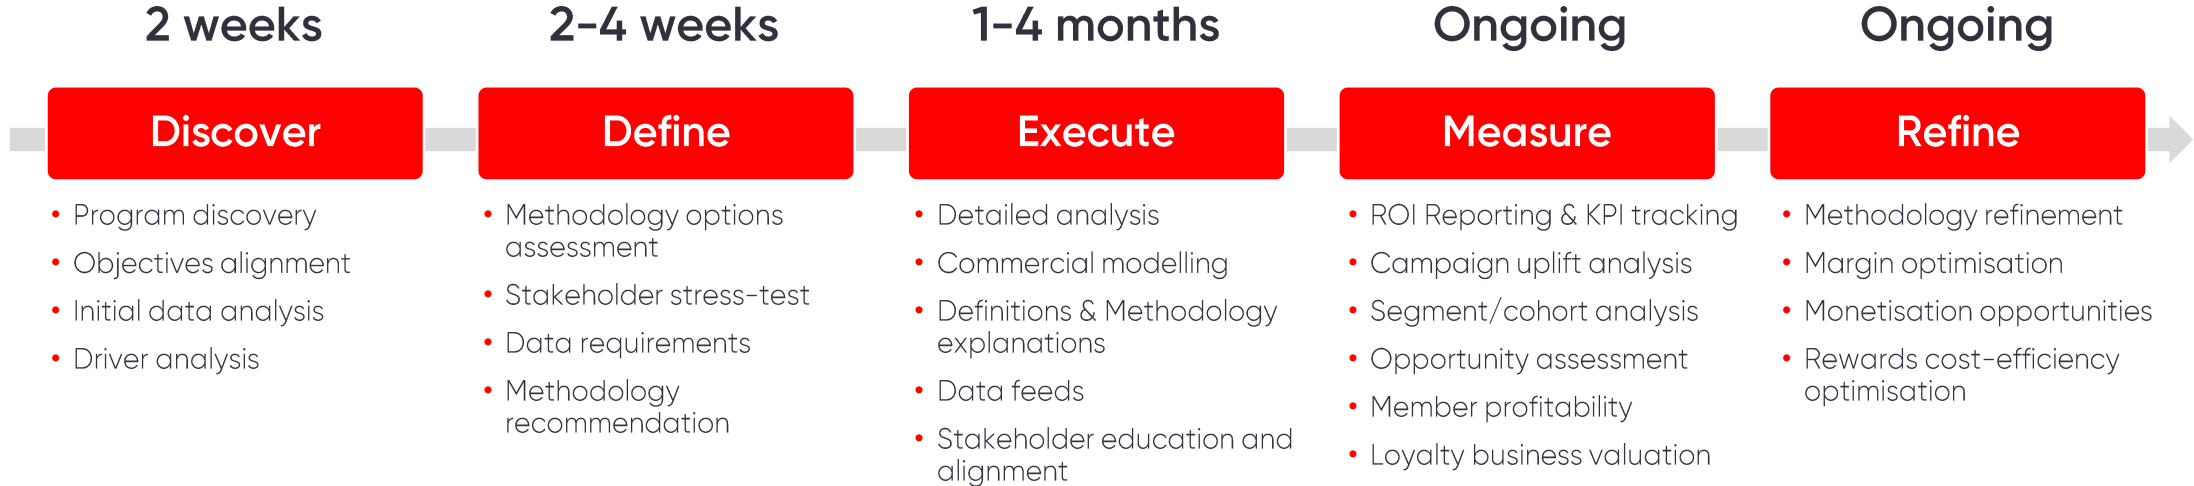 2 weeks
2-4 weeks
1-4 months
Ongoing
Ongoing
Discover
Define
Execute
Measure
Refine
• Program discovery
• Objectives alignment
• Initial data analysis
• Driver analysis
• Methodology options
assessment
• Stakeholder stress-test
• Data requirements
• Methodology
recommendation
• Detailed analysis
• Commercial modelling
• Definitions & Methodology
explanations
• Data feeds
• Stakeholder education and
alignment
• ROI Reporting & KPI tracking
• Campaign uplift analysis
• Segment/cohort analysis
• Opportunity assessment
• Member profitability
• Loyalty business valuation
• Methodology refinement
• Margin optimisation
• Monetisation opportunities
• Rewards cost-efficiency
optimisation